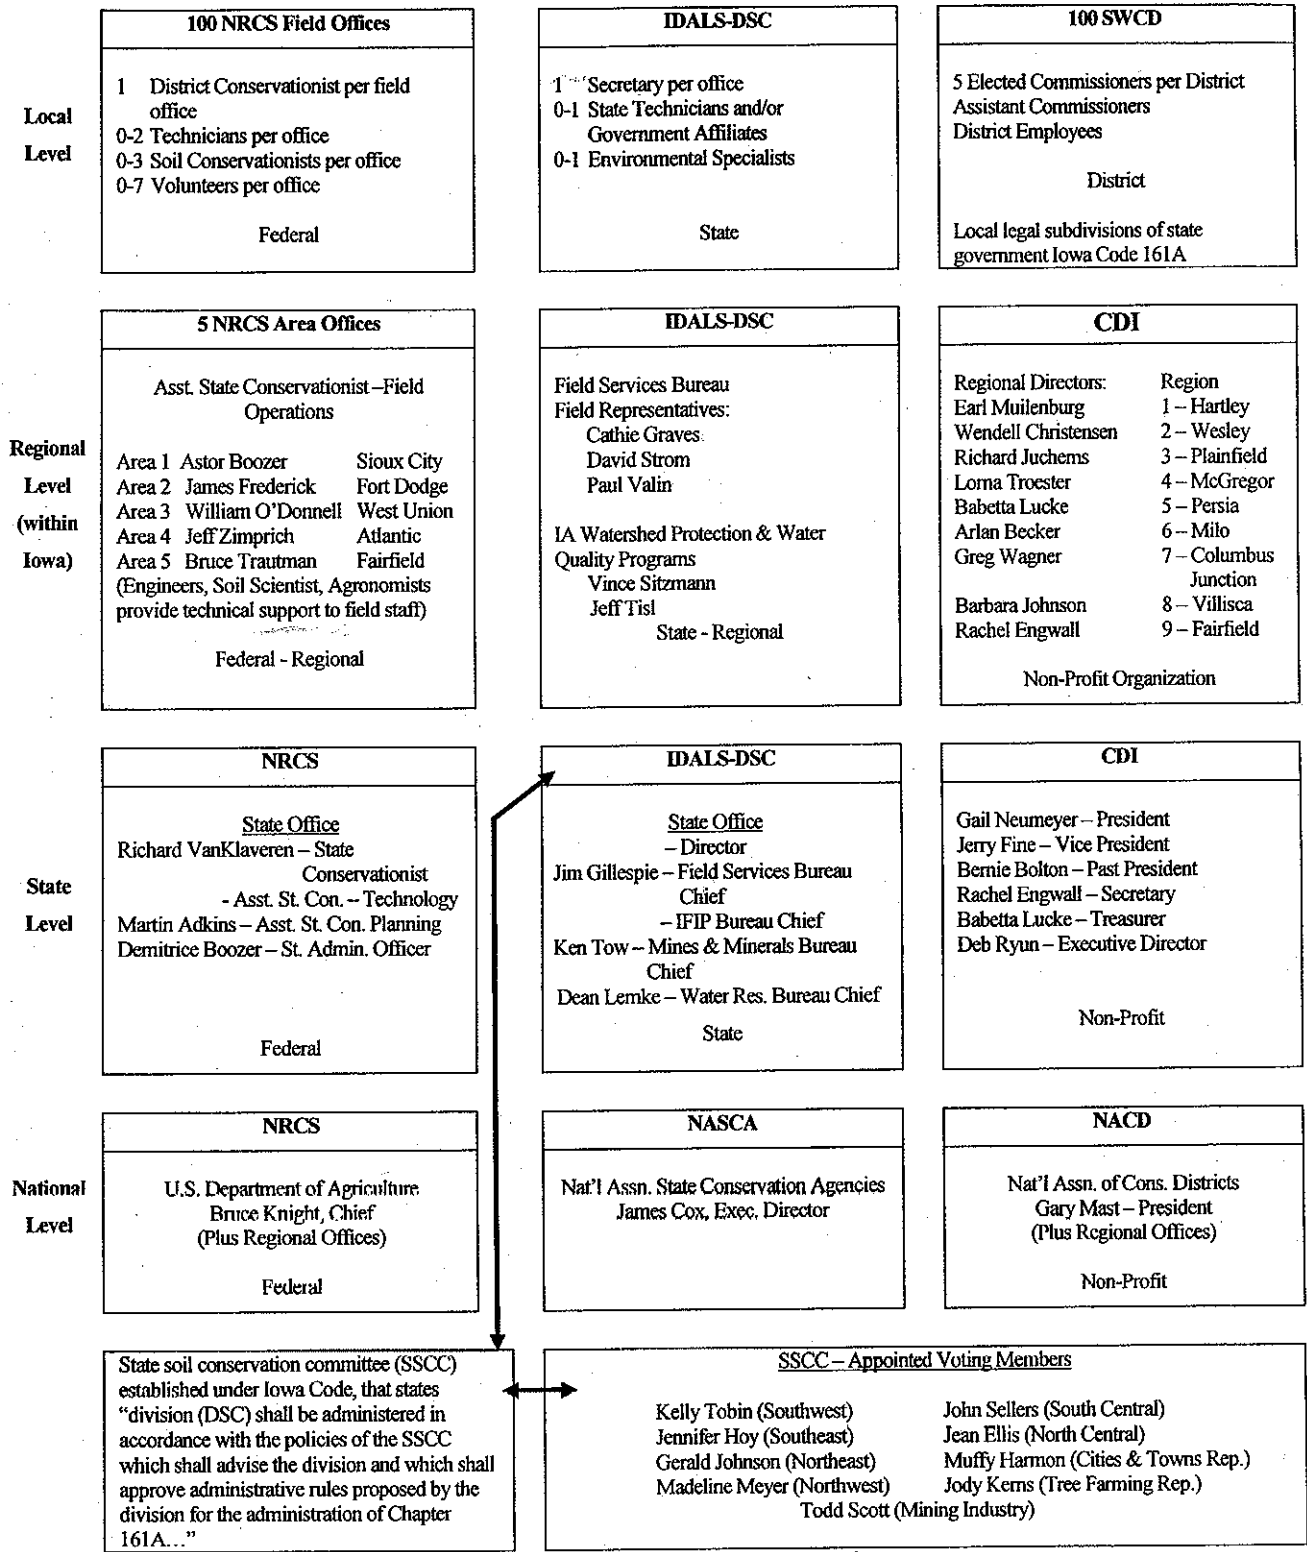 Local
Level
100 NRCS Field Offices
1 District Conservationist per field
office
0-2 Technicians per office
0-3 Soil Conservationists per office
0-7 Volunteers per office
Federal
IDALS-DSC
1 Secretary per office
0-1 State Technicians and/or
Government Affiliates
0-1 Environmental Specialists
State
100 SWCD
5 Elected Commissioners per District
Assistant Commissioners
District Employees
District
Local legal subdivisions of state
government Iowa Code 161A
Regional
Level
(within
Iowa)
5 NRCS Area Offices
Asst. State Conservationist –Field
Operations
Area 1 Astor Boozer Sioux City
Area 2 James Frederick Fort Dodge
Area 3 William O'Donnell West Union
Area 4 Jeff Zimprich Atlantic
Area 5 Bruce Trautman Fairfield
(Engineers, Soil Scientist, Agronomists
provide technical support to field staff)
Federal - Regional
IDALS-DSC
Field Services Bureau
Field Representatives:
Cathie Graves
David Strom
Paul Valin
IA Watershed Protection & Water
Quality Programs
Vince Sitzmann
Jeff Tisl
State - Regional
CDI
Regional Directors: Region
Earl Muilenburg 1 – Hartley
Wendell Christensen 2 – Wesley
Richard Juchems 3 – Plainfield
Lorna Troester 4 – McGregor
Babetta Lucke 5 – Persia
Arlan Becker 6 – Milo
Greg Wagner 7 – Columbus
Junction
Barbara Johnson 8 – Villisca
Rachel Engwall 9 – Fairfield
Non-Profit Organization
State
Level
NRCS
State Office
Richard VanKlaveren – State
Conservationist
- Asst. St. Con. – Technology
Martin Adkins – Asst. St. Con. Planning
Demitrice Boozer – St. Admin. Officer
Federal
IDALS-DSC
State Office
– Director
Jim Gillespie – Field Services Bureau
Chief
– IFIP Bureau Chief
Ken Tow – Mines & Minerals Bureau
Chief
Dean Lemke – Water Res. Bureau Chief
State
CDI
Gail Neumeyer – President
Jerry Fine – Vice President
Bernie Bolton – Past President
Rachel Engwall – Secretary
Babetta Lucke – Treasurer
Deb Ryun – Executive Director
Non-Profit
National
Level
NRCS
U.S. Department of Agriculture
Bruce Knight, Chief
(Plus Regional Offices)
Federal
NASCA
Nat'l Assn. State Conservation Agencies
James Cox, Exec. Director
NACD
Nat'l Assn. of Cons. Districts
Gary Mast – President
(Plus Regional Offices)
Non-Profit
State soil conservation committee (SSCC)
established under Iowa Code, that states
“division (DSC) shall be administered in
accordance with the policies of the SSCC
which shall advise the division and which shall
approve administrative rules proposed by the
division for the administration of Chapter
161A…”
SSCC – Appointed Voting Members
Kelly Tobin (Southwest) John Sellers (South Central)
Jennifer Hoy (Southeast) Jean Ellis (North Central)
Gerald Johnson (Northeast) Muffy Harmon (Cities & Towns Rep.)
Madeline Meyer (Northwest) Jody Kerns (Tree Farming Rep.)
Todd Scott (Mining Industry)